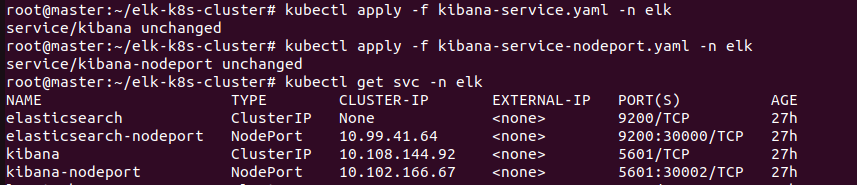 root@master:~/elk-k8s-cluster# kubectl apply -f kibana-service.yaml -n elk
service/kibana unchanged
root@master:~/elk-k8s-cluster# kubectl apply -f kibana-service-nodeport.yaml -n elk
service/kibana-nodeport unchanged
root@master:~/elk-k8s-cluster# kubectl get svc -n elk
NAME TYPE CLUSTER-IP EXTERNAL-IP PORT(S) AGE
elasticsearch ClusterIP None <none> 9200/TCP 27h
elasticsearch-nodeport NodePort 10.99.41.64 <none> 9200:30000/TCP 27h
kibana ClusterIP 10.108.144.92 <none> 5601/TCP 27h
kibana-nodeport NodePort 10.102.166.67 <none> 5601:30002/TCP 27h